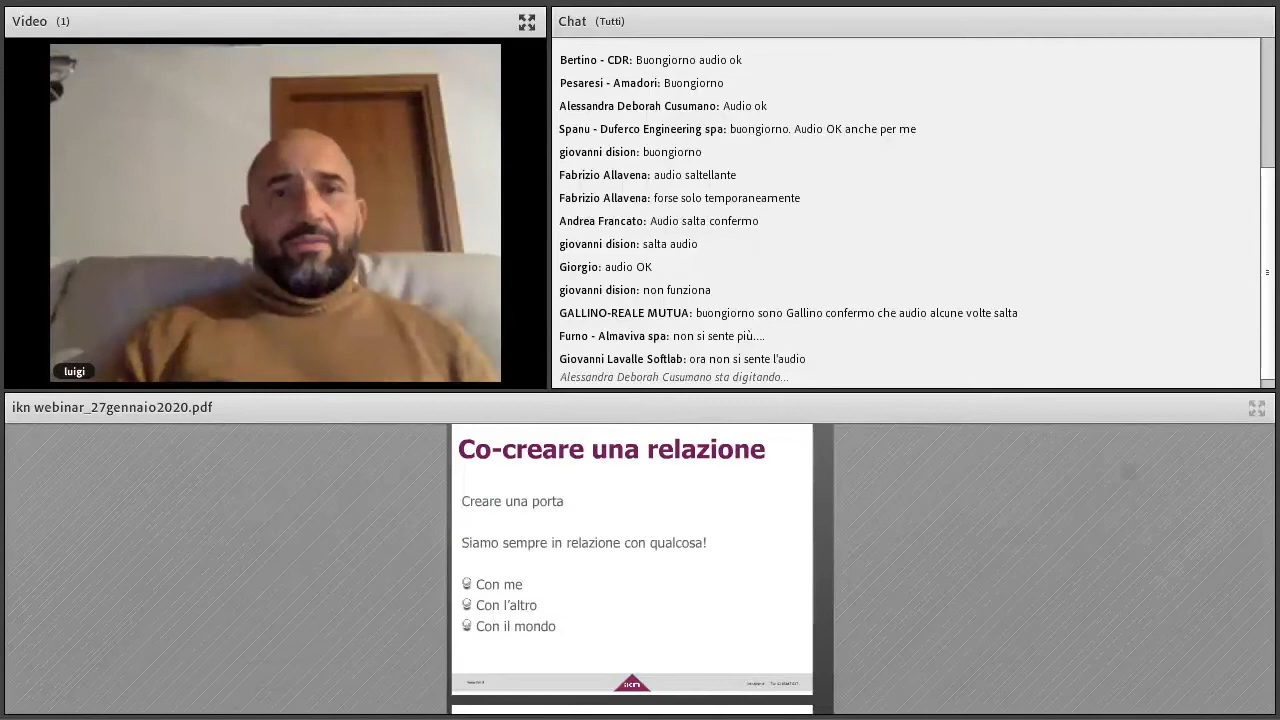 Video (1)
luigi
Chat (Tutti)
Bertino - CDR: Buongiorno audio ok
Pesaresi - Amadori: Buongiorno
Alessandra Deborah Cusumano: Audio ok
Spanu - Duferco Engineering spa: buongiorno. Audio OK anche per me
giovanni dision: buongiorno
Fabrizio Allavena: audio saltellante
Fabrizio Allavena: forse solo temporaneamente
Andrea Francato: Audio salta confermo
giovanni dision: salta audio
Giorgio: audio OK
giovanni dision: non funziona
GALLINO-REALE MUTUA: buongiorno sono Gallino confermo che audio alcune volte salta
Furno - Almaviva spa: non si sente più....
Giovanni Lavalle Softlab: ora non si sente l'audio
Alessandra Deborah Cusumano sta digitando...
ikn webinar_27gennaio2020.pdf
Co-creare una relazione
Creare una porta
Siamo sempre in relazione con qualcosa!
Con me
Con l'altro
Con il mondo
ikn